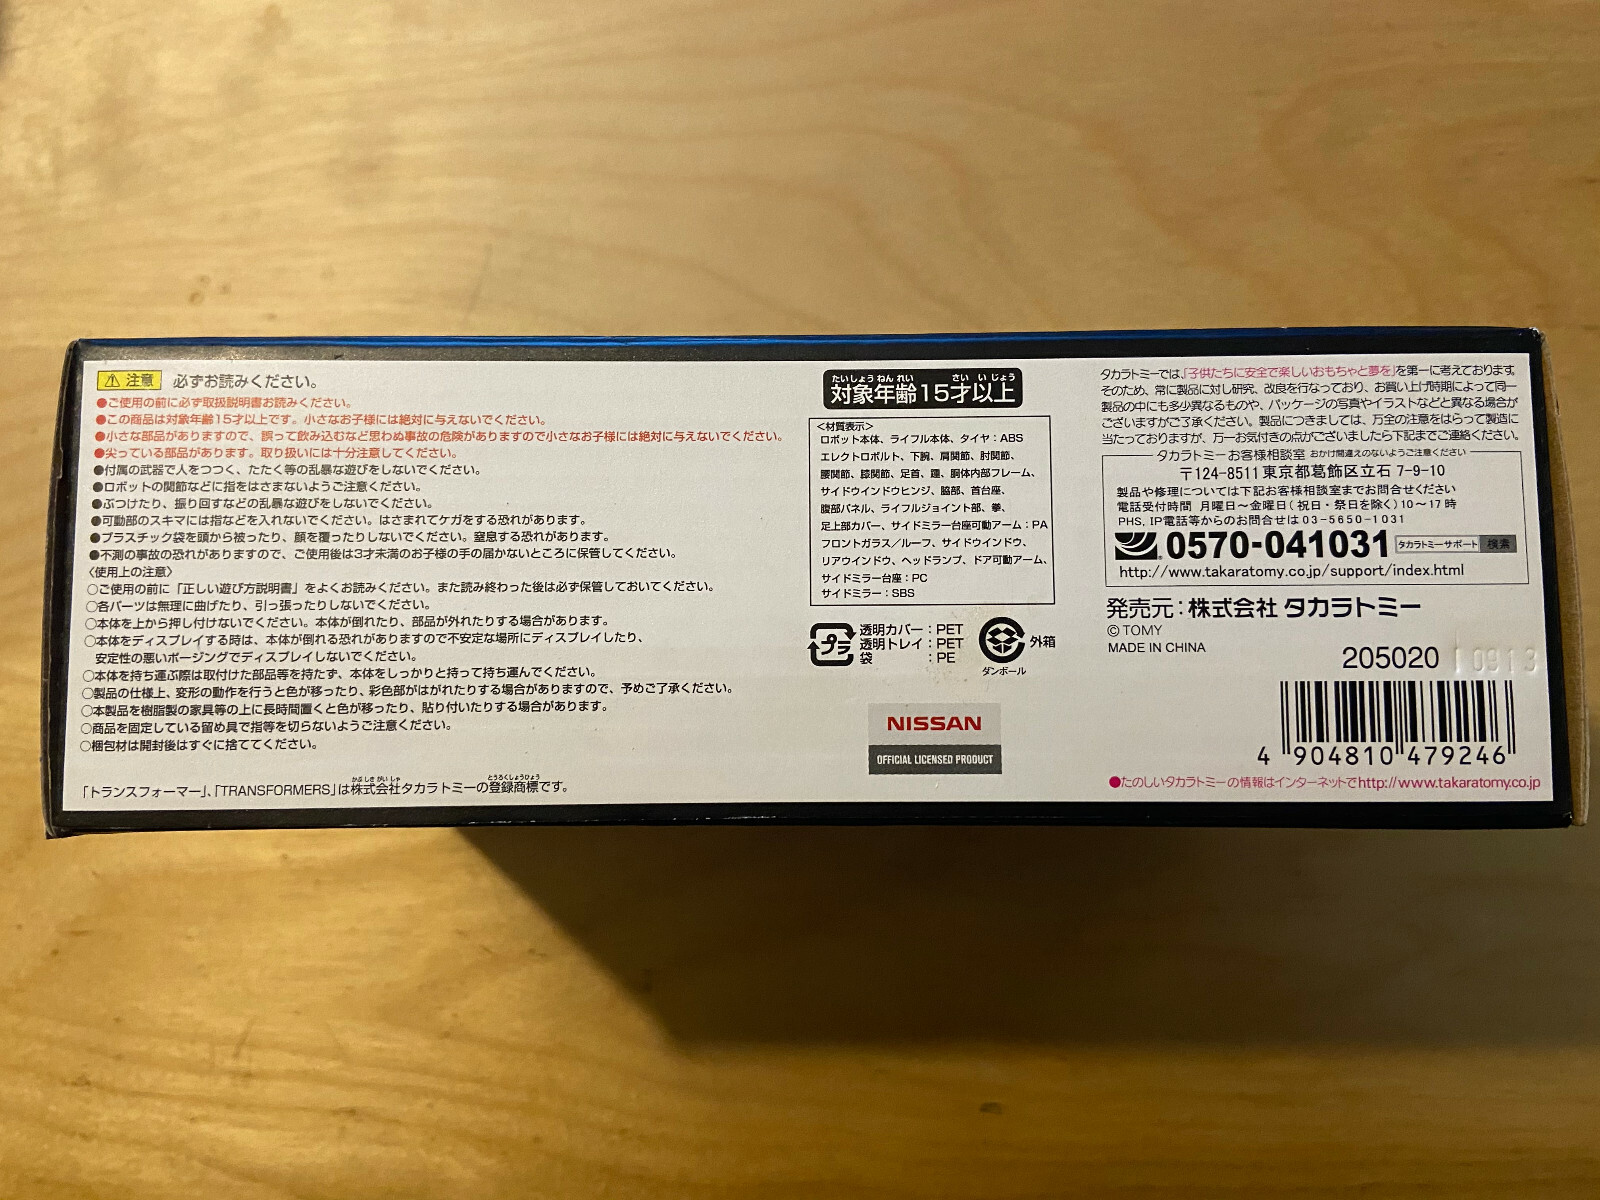 注意 必ずお読みください。
●ご使用の前に必ず取扱説明書お読みください。
●この商品は対象年齢15才以上です。小さなお子様には絶対に与えないでください。
●小さな部品がありますので、誤って飲み込むなど思わぬ事故の危険がありますので小さなお子様には絶対に与えないでください。
●尖っている部品があります。取り扱いには十分注意してください。
●付属の武器で人をつつく、たたく等の乱暴な遊びをしないでください。
●ロボットの関節などに指をはさまないようご注意ください。
●ぶつけたり、振り回すなどの乱暴な遊びをしないでください。
●可動部のスキマには指などを入れないでください。はさまれてケガをする恐れがあります。
●プラスチック袋を頭から被ったり、顔を覆ったりしないでください。窒息する恐れがあります。
●不測の事故の恐れがありますので、ご使用後は3才未満のお子様の手の届かないところに保管してください。
〈使用上の注意〉
○ご使用の前に「正しい遊び方説明書」をよくお読みください。また読み終わった後は必ず保管しておいてください。
○各パーツは無理に曲げたり、引っ張ったりしないでください。
○本体を上から押し付けないでください。本体が倒れたり、部品が外れたりする場合があります。
○本体をディスプレイする時は、本体が倒れる恐れがありますので不安定な場所にディスプレイしたり、
安定性の悪いポージングでディスプレイしないでください。
○本体を持ち運ぶ際は取付けた部品等を持たず、本体をしっかりと持って持ち運んでください。
○製品の仕様上、変形の動作を行うと色が移ったり、彩色部がはがれたりする場合がありますので、予めご了承ください。
○本製品を樹脂製の家具等の上に長時間置くと色が移ったり、貼り付いたりする場合があります。
○商品を固定している留め具で指等を切らないようご注意ください。
○梱包材は開封後はすぐに捨ててください。
かぶしきがいしゃ とうろくしょうひょう
「トランスフォーマー」、「TRANSFORMERS」は株式会社タカラトミーの登録商標です。
たいしょうねんれい さいいじょう
対象年齢15才以上
<材質表示>
ロボット本体、ライフル本体、タイヤ：ABS
エレクトロボルト、下腕、肩関節、肘関節、
腰関節、膝関節、足首、踵、胴体内部フレーム、
サイドウインドウヒンジ、脇部、首台座、
腹部パネル、ライフルジョイント部、拳、
足上部カバー、サイドミラー台座可動アーム：PA
フロントガラス／ルーフ、サイドウインドウ、
リアウインドウ、ヘッドランプ、ドア可動アーム、
サイドミラー台座：PC
サイドミラー：SBS
プラ
透明カバー：PET
透明トレイ：PET
袋 ：PE
外箱
ダンボール
NISSAN
OFFICIAL LICENSED PRODUCT
タカラトミーでは、「子供たちに安全で楽しいおもちゃと夢を」を第一に考えております。
そのため、常に製品に対し研究、改良を行なっており、お買い上げ時期によって同一
製品の中にも多少異なるものや、パッケージの写真やイラストなどと異なる場合が
ございますがご了承ください。製品につきましては、万全の注意をはらって製造に
当たっておりますが、万一お気付きの点がございましたら下記までご連絡ください。
タカラトミーお客様相談室 おかけ間違えのないようご注意ください
〒124-8511 東京都葛飾区立石 7-9-10
製品や修理については下記お客様相談室までお問合せください
電話受付時間 月曜日〜金曜日（祝日・祭日を除く）10〜17時
PHS、IP電話等からのお問合せは 03-5650-1031
0570-041031 タカラトミーサポート 検索
http://www.takaratomy.co.jp/support/index.html
発売元：株式会社 タカラトミー
© TOMY
MADE IN CHINA
205020 10913
4 904810 479246
●たのしいタカラトミーの情報はインターネットでhttp://www.takaratomy.co.jp